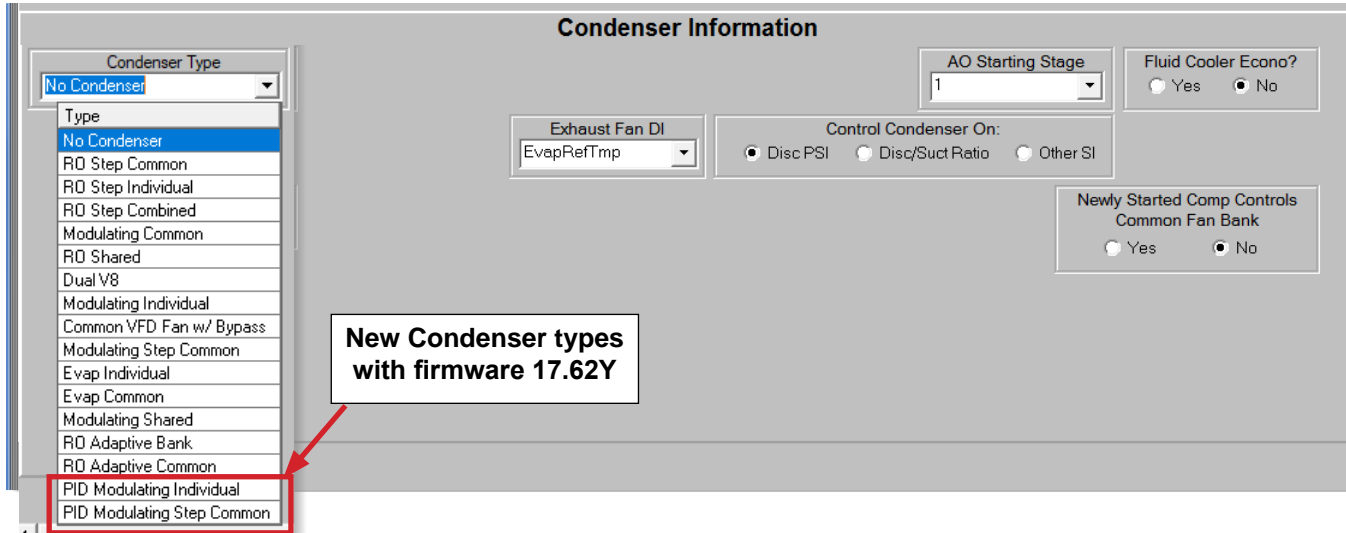 Condenser Information
Condenser Type
No Condenser
AO Starting Stage
1
Fluid Cooler Econo?
Yes No
Type
No Condenser
RO Step Common
RO Step Individual
RO Step Combined
Modulating Common
RO Shared
Dual V8
Modulating Individual
Common VFD Fan w/ Bypass
Modulating Step Common
Evap Individual
Evap Common
Modulating Shared
RO Adaptive Bank
RO Adaptive Common
PID Modulating Individual
PID Modulating Step Common
Exhaust Fan DI
EvapRefTmp
Control Condenser On:
Disc PSI Disc/Suct Ratio Other SI
Newly Started Comp Controls
Common Fan Bank
Yes No
New Condenser types
with firmware 17.62Y